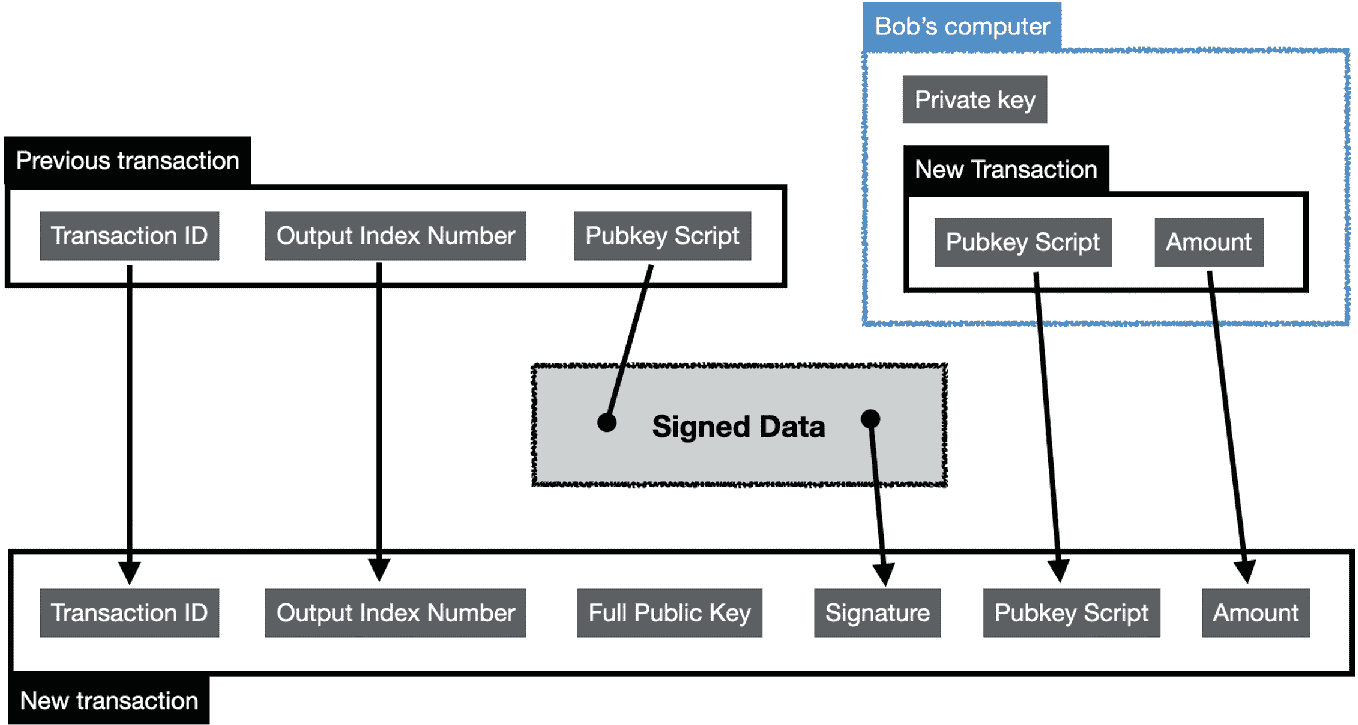 Bob’s computer
Private key
Previous transaction
New Transaction
Transaction ID
Output Index Number
Pubkey Script
Pubkey Script
Amount
Signed Data
Transaction ID
Output Index Number
Full Public Key
Signature
Pubkey Script
Amount
New transaction